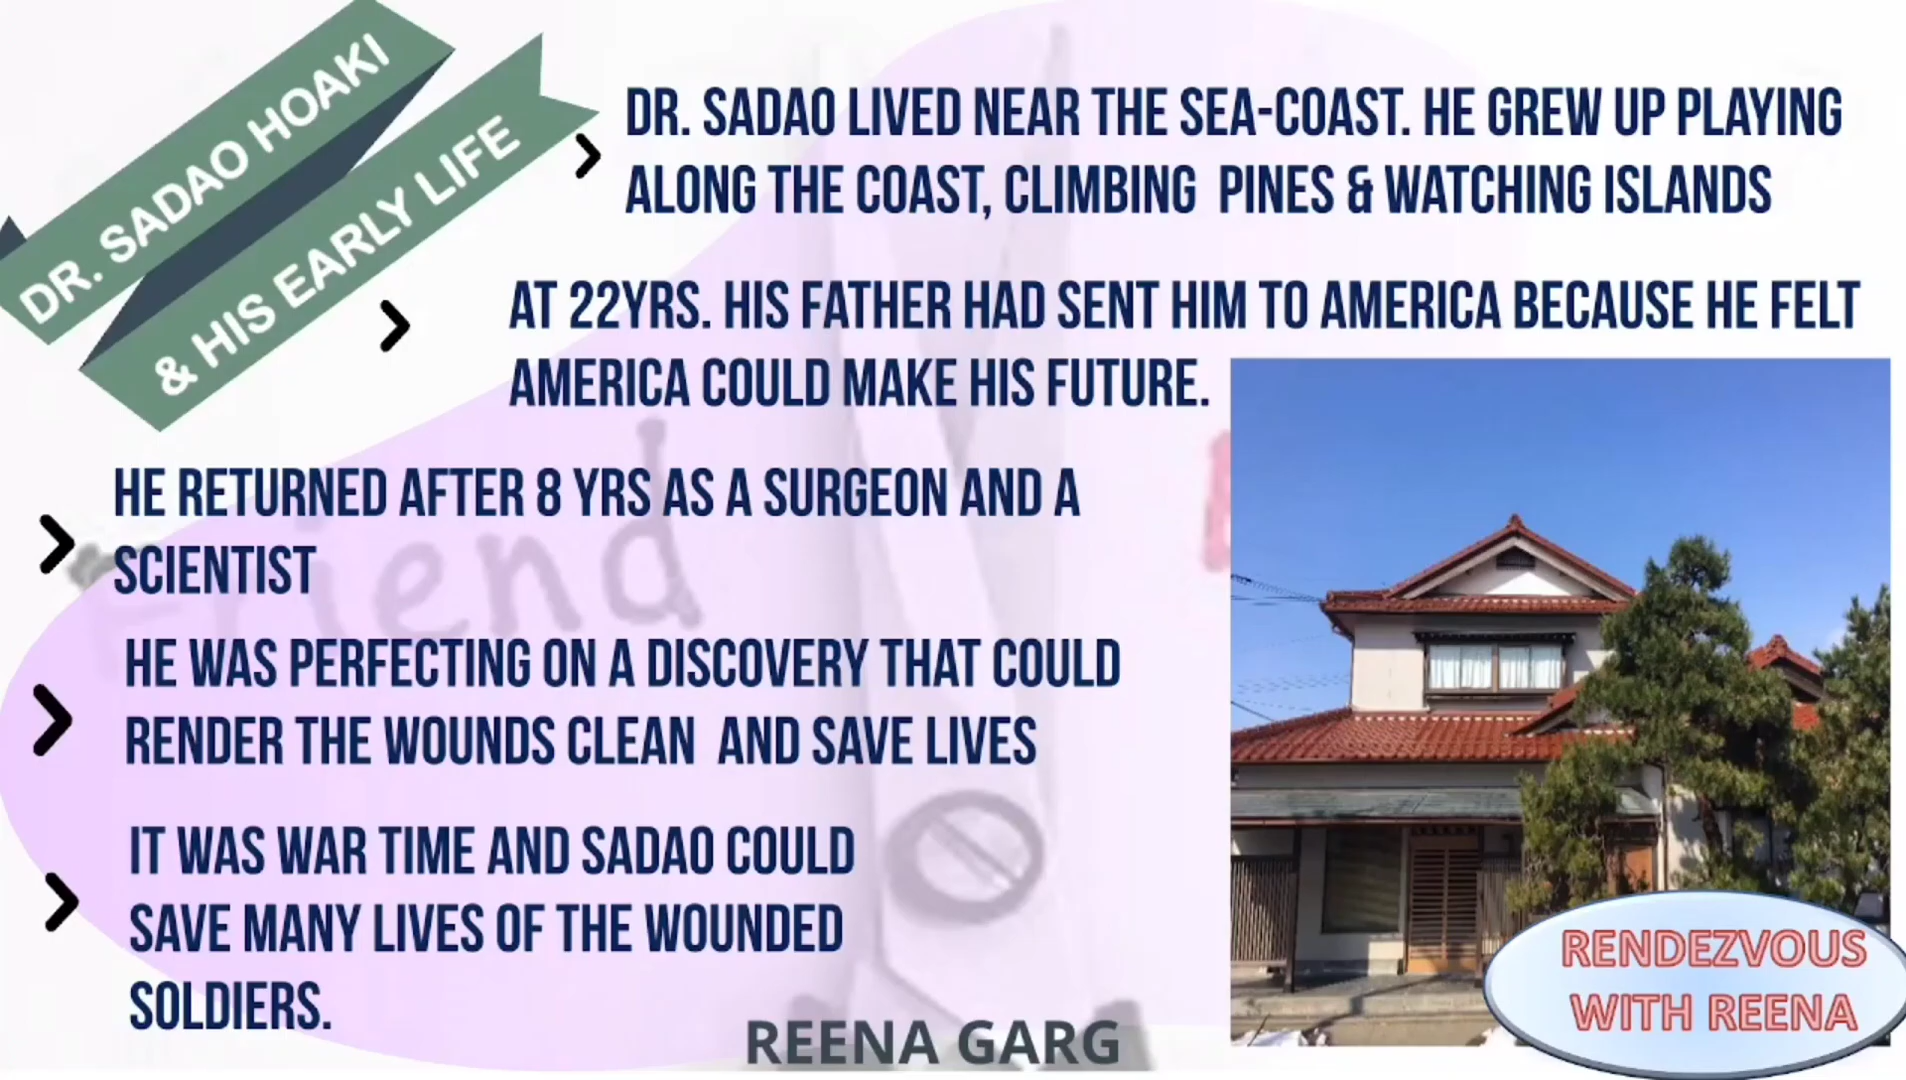 DR. SADAO HOAKI
& HIS EARLY LIFE
DR. SADAO LIVED NEAR THE SEA-COAST. HE GREW UP PLAYING
ALONG THE COAST, CLIMBING PINES & WATCHING ISLANDS
AT 22YRS. HIS FATHER HAD SENT HIM TO AMERICA BECAUSE HE FELT
AMERICA COULD MAKE HIS FUTURE.
HE RETURNED AFTER 8 YRS AS A SURGEON AND A
SCIENTIST
Friend
HE WAS PERFECTING ON A DISCOVERY THAT COULD
RENDER THE WOUNDS CLEAN AND SAVE LIVES
IT WAS WAR TIME AND SADAO COULD
SAVE MANY LIVES OF THE WOUNDED
SOLDIERS.
REENA GARG
RENDEZVOUS
WITH REENA